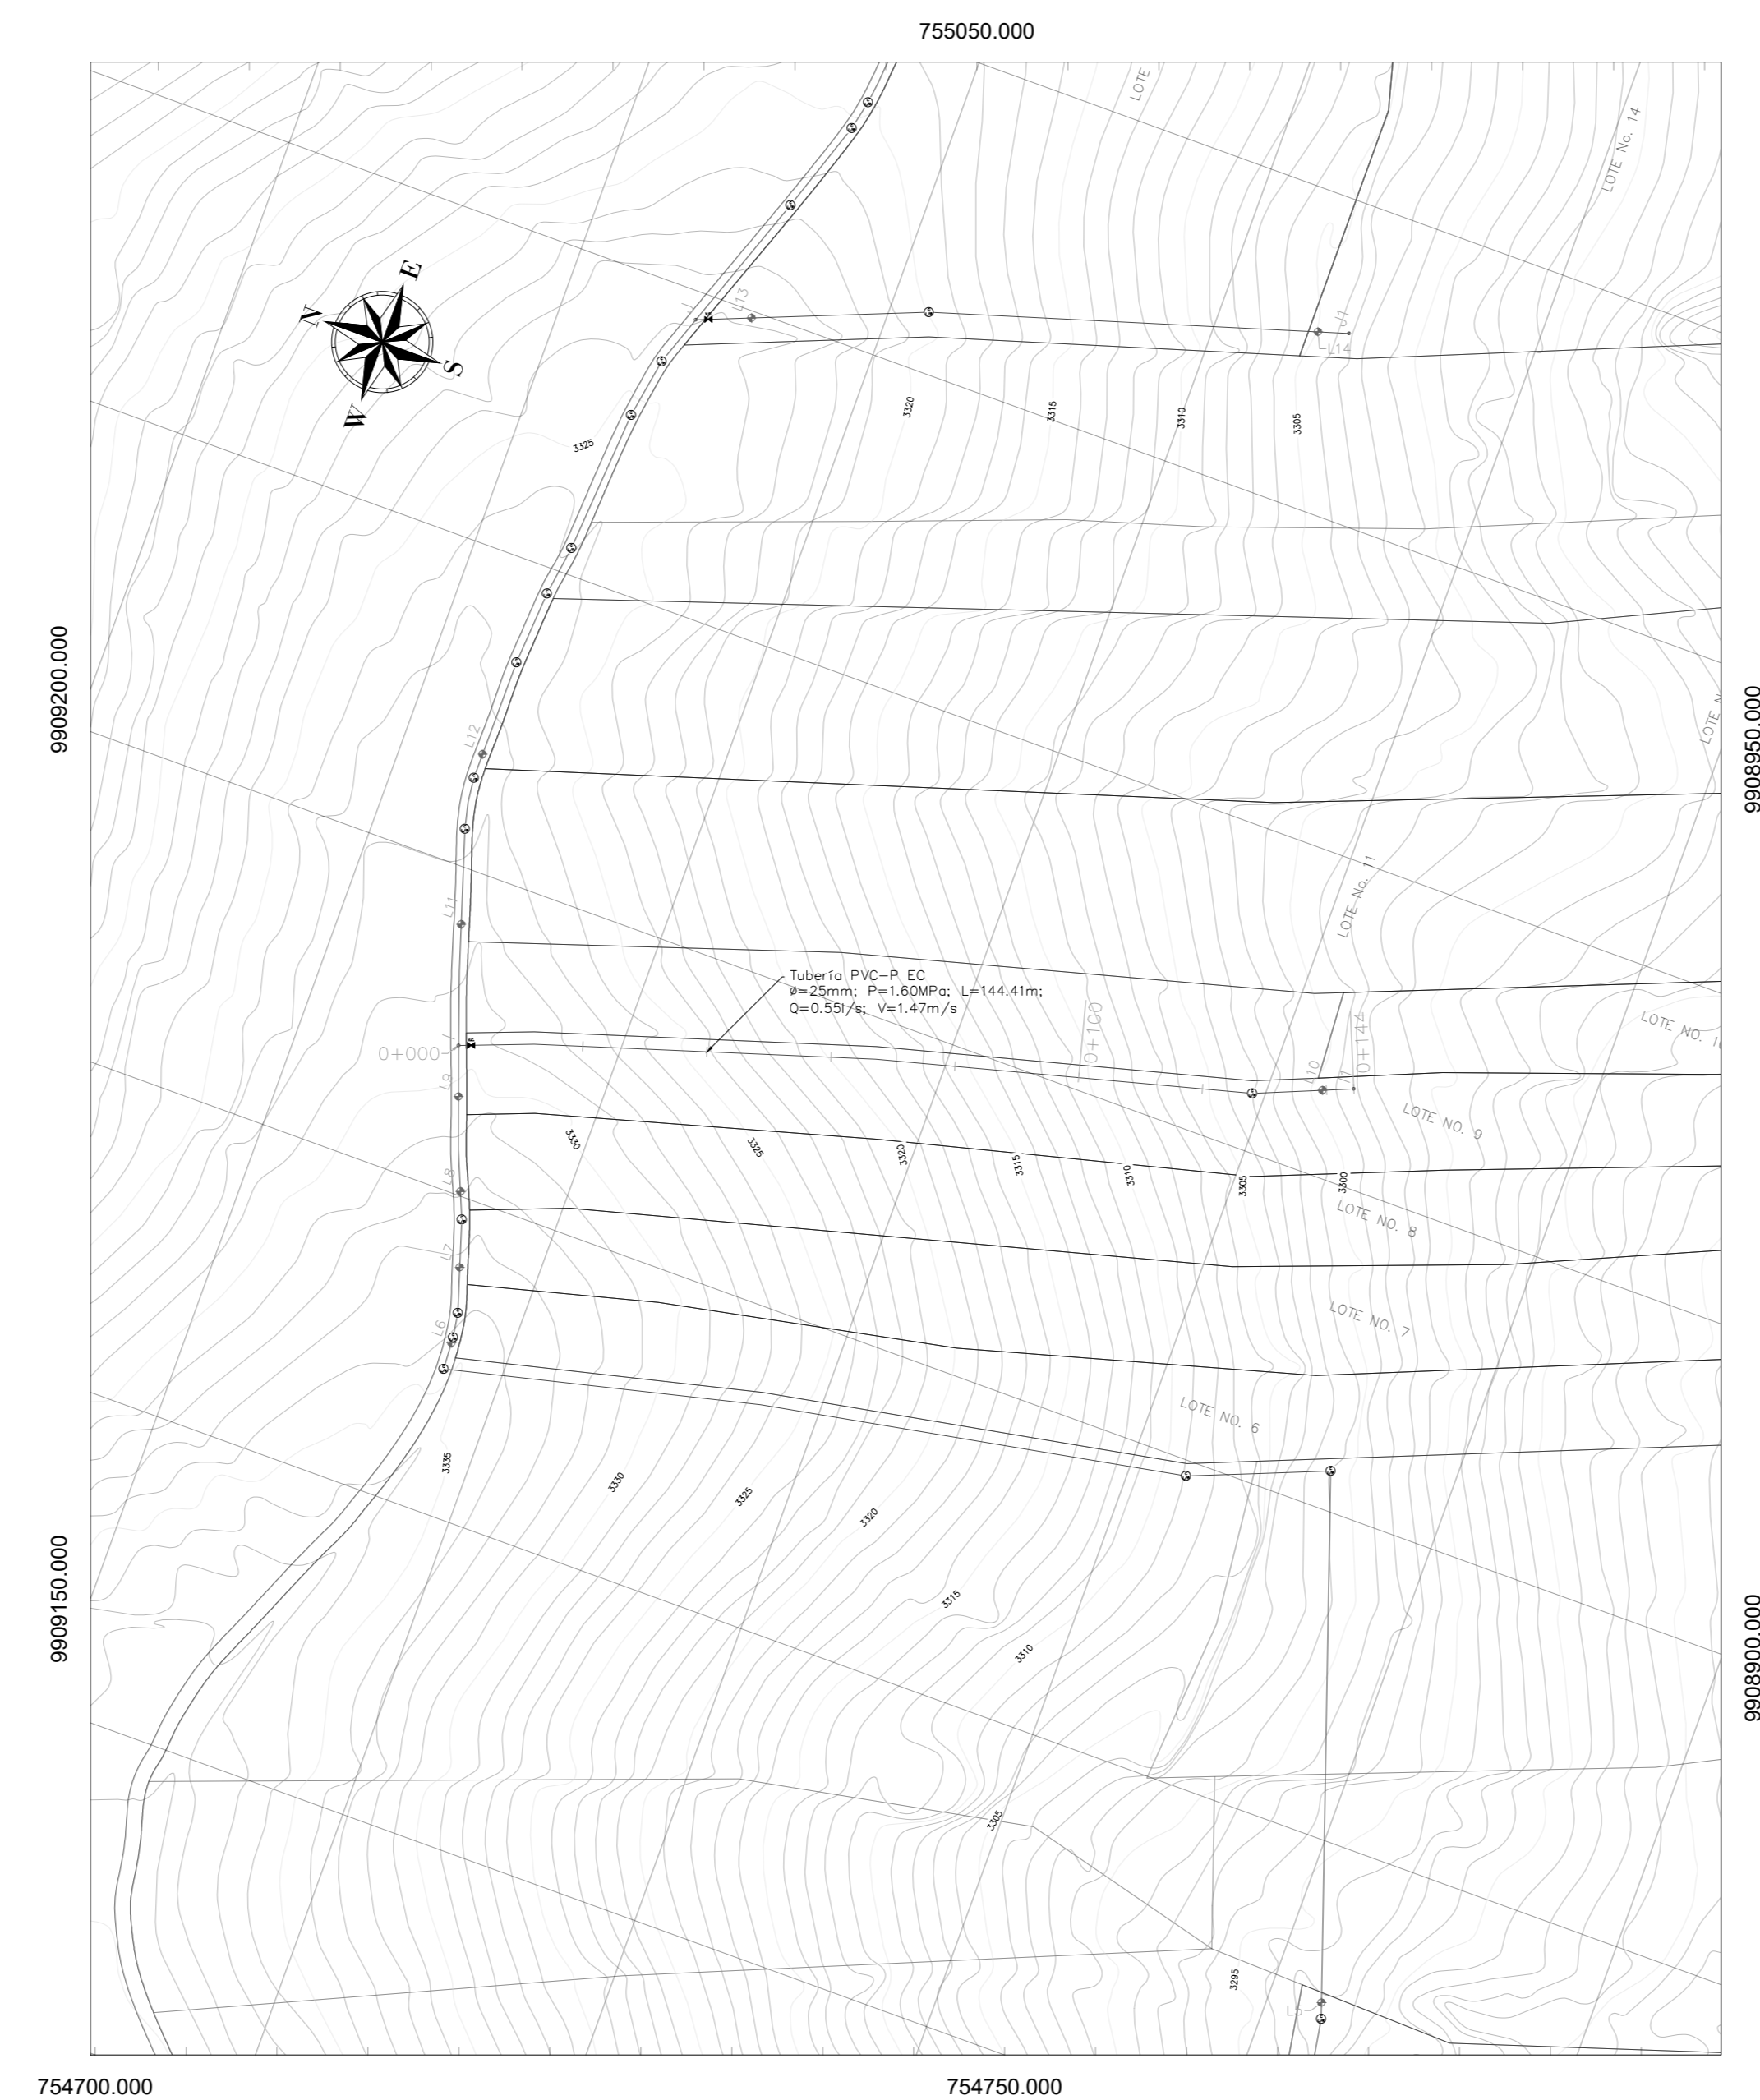 755050.000
LOTE
LOTE No. 14
E
N
S
W
L13
J
J1
L14
3320
3315
3310
3305
3325
9909200.000
9908950.000
L12
LOTE
LOTE No. 11
L11
Tubería PVC-P EC
ø=25mm; P=1.60MPa; L=144.41m;
Q=0.55l/s; V=1.47m/s
0+100
0+144
LOTE NO. 1
0+000
I
L9
L10
I1
LOTE NO. 9
3330
3325
3320
3315
3310
3305
3300
L8
LOTE NO. 8
L7
LOTE NO. 7
L6
LOTE NO. 6
3335
3330
3325
3320
9909150.000
3315
9908900.000
3310
3305
3295
L5
754700.000
754750.000